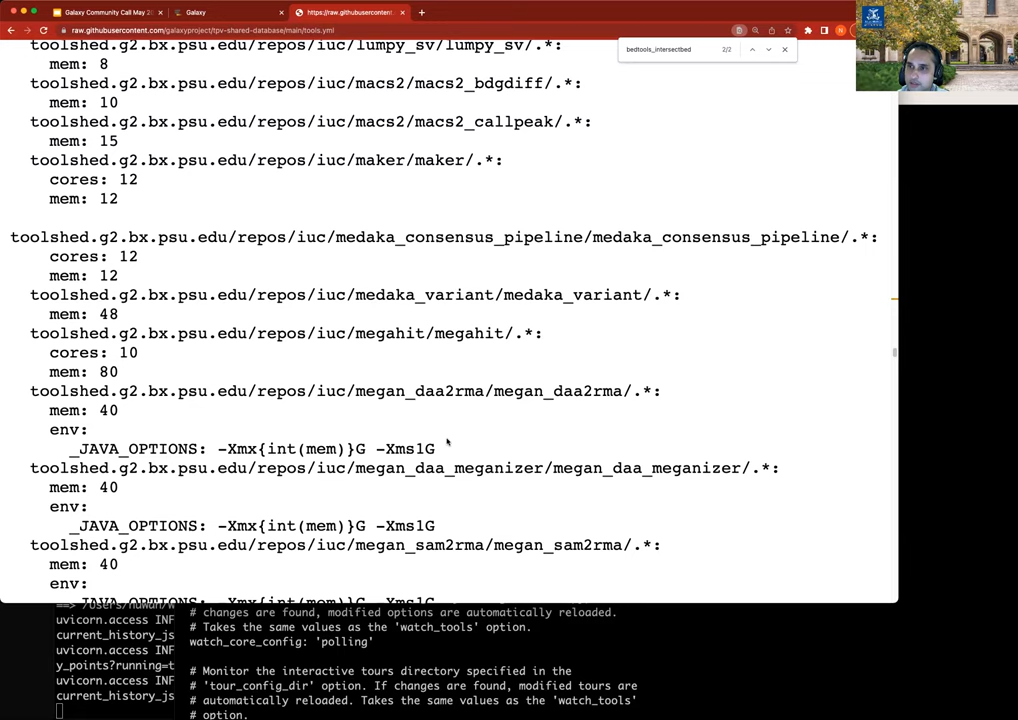 Galaxy Community Call May 20
Galaxy
https://raw.githubusercontent.
raw.githubusercontent.com/galaxyproject/tpv-shared-database/main/tools.yml
bedtools_intersectbed 2/2
toolshed.g2.bx.psu.edu/repos/iuc/lumpy_sv/lumpy_sv/.*:
mem: 8
toolshed.g2.bx.psu.edu/repos/iuc/macs2/macs2_bdgdiff/.*:
mem: 10
toolshed.g2.bx.psu.edu/repos/iuc/macs2/macs2_callpeak/.*:
mem: 15
toolshed.g2.bx.psu.edu/repos/iuc/maker/maker/.*:
cores: 12
mem: 12
toolshed.g2.bx.psu.edu/repos/iuc/medaka_consensus_pipeline/medaka_consensus_pipeline/.*:
cores: 12
mem: 12
toolshed.g2.bx.psu.edu/repos/iuc/medaka_variant/medaka_variant/.*:
mem: 48
toolshed.g2.bx.psu.edu/repos/iuc/megahit/megahit/.*:
cores: 10
mem: 80
toolshed.g2.bx.psu.edu/repos/iuc/megan_daa2rma/megan_daa2rma/.*:
mem: 40
env:
_JAVA_OPTIONS: -Xmx{int(mem)}G -Xms1G
toolshed.g2.bx.psu.edu/repos/iuc/megan_daa_meganizer/megan_daa_meganizer/.*:
mem: 40
env:
_JAVA_OPTIONS: -Xmx{int(mem)}G -Xms1G
toolshed.g2.bx.psu.edu/repos/iuc/megan_sam2rma/megan_sam2rma/.*:
mem: 40
env:
_JAVA_OPTIONS: -Xmx{int(mem)}G -Xms1G
==> /Users/nuwan/w
uvicorn.access INF
current_history_js
uvicorn.access INF
y_points?running=t
uvicorn.access INF
current_history_js
# changes are found, modified options are automatically reloaded.
# Takes the same values as the 'watch_tools' option.
watch_core_config: 'polling'
# Monitor the interactive tours directory specified in the
# 'tour_config_dir' option. If changes are found, modified tours are
# automatically reloaded. Takes the same values as the 'watch_tools'
# option.